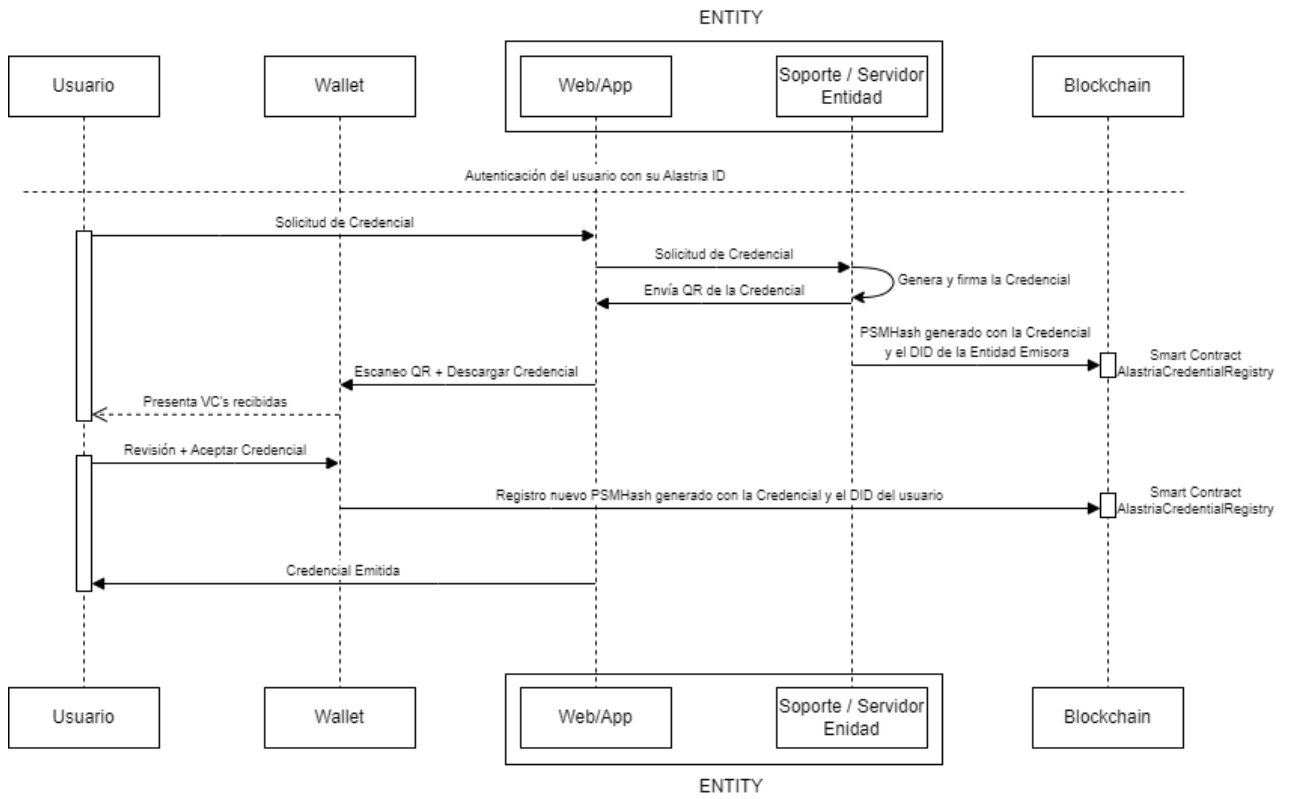 ENTITY
Usuario
Wallet
Web/App
Soporte / Servidor
Entidad
Blockchain
Autenticación del usuario con su Alastria ID
Solicitud de Credencial
Solicitud de Credencial
Genera y firma la Credencial
Envía QR de la Credencial
PSMHash generado con la Credencial
y el DID de la Entidad Emisora
Smart Contract
AlastriaCredentialRegistry
Escaneo QR + Descargar Credencial
Presenta VC's recibidas
Revisión + Aceptar Credencial
Registro nuevo PSMHash generado con la Credencial y el DID del usuario
Smart Contract
AlastriaCredentialRegistry
Credencial Emitida
Usuario
Wallet
Web/App
Soporte / Servidor
Enidad
Blockchain
ENTITY